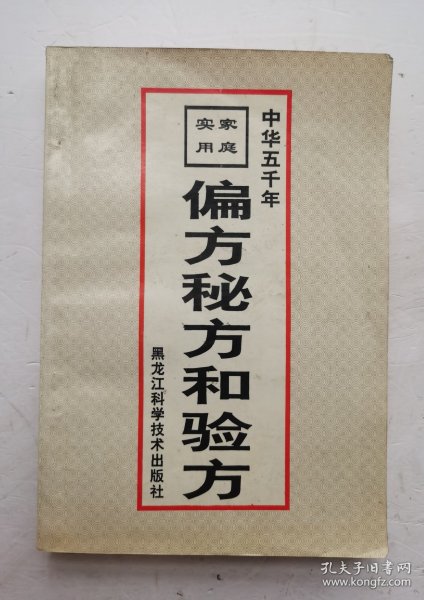 中华五千年
家庭
实用
偏方秘方和验方
黑龙江科学技术出版社
孔夫子旧书网
www.kongfz.com